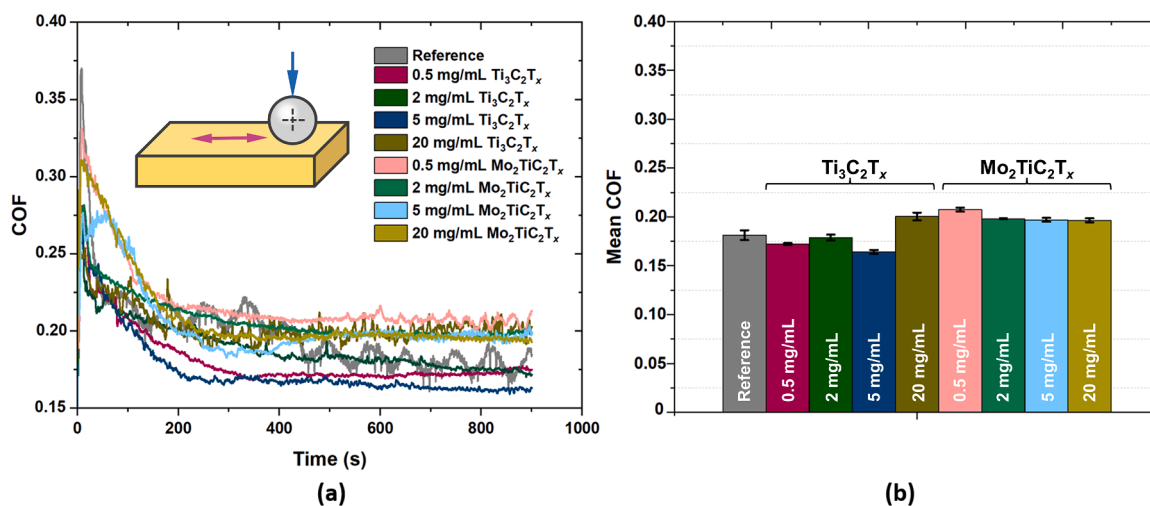 0.40
0.35
0.30
0.25
0.20
0.15
COF
0
200
400
600
800
1000
Time (s)
Reference
0.5 mg/mL Ti₃C₂Tₓ
2 mg/mL Ti₃C₂Tₓ
5 mg/mL Ti₃C₂Tₓ
20 mg/mL Ti₃C₂Tₓ
0.5 mg/mL Mo₂TiC₂Tₓ
2 mg/mL Mo₂TiC₂Tₓ
5 mg/mL Mo₂TiC₂Tₓ
20 mg/mL Mo₂TiC₂Tₓ
(a)
0.40
0.35
0.30
0.25
0.20
0.15
0.10
0.05
0
Mean COF
Ti₃C₂Tₓ
Mo₂TiC₂Tₓ
Reference
0.5 mg/mL
2 mg/mL
5 mg/mL
20 mg/mL
0.5 mg/mL
2 mg/mL
5 mg/mL
20 mg/mL
(b)